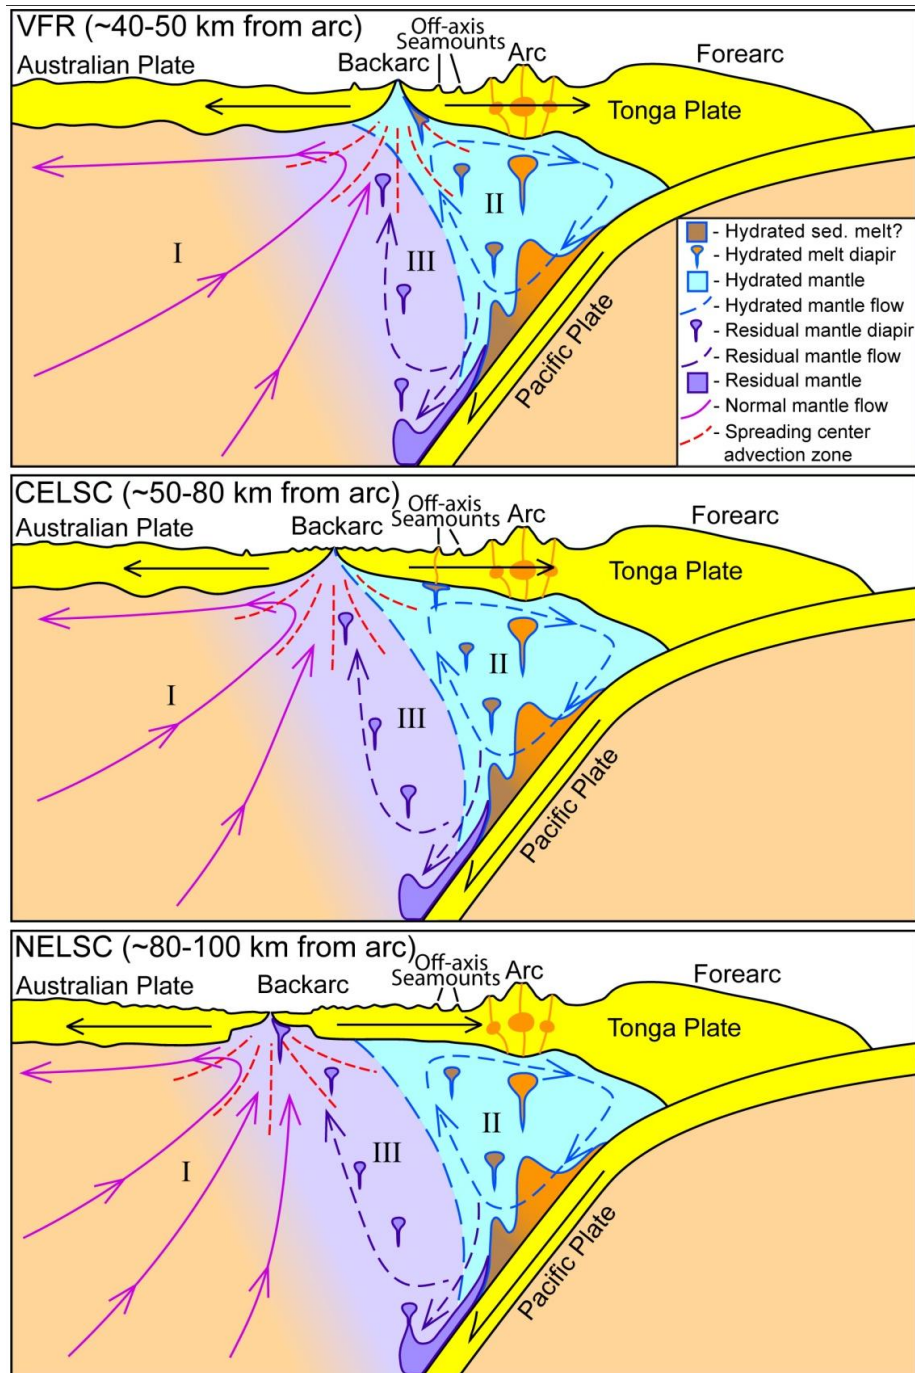 VFR (~40-50 km from arc)
Off-axis
Seamounts
Arc
Forearc
Australian Plate
Backarc
Tonga Plate
I
II
III
Pacific Plate
- Hydrated sed. melt?
- Hydrated melt diapir
- Hydrated mantle
- Hydrated mantle flow
- Residual mantle diapir
- Residual mantle flow
- Residual mantle
- Normal mantle flow
- Spreading center
advection zone
CELSC (~50-80 km from arc)
Off-axis
Seamounts
Arc
Forearc
Australian Plate
Backarc
Tonga Plate
I
II
III
Pacific Plate
NELSC (~80-100 km from arc)
Off-axis
Seamounts
Arc
Forearc
Australian Plate
Backarc
Tonga Plate
I
II
III
Pacific Plate